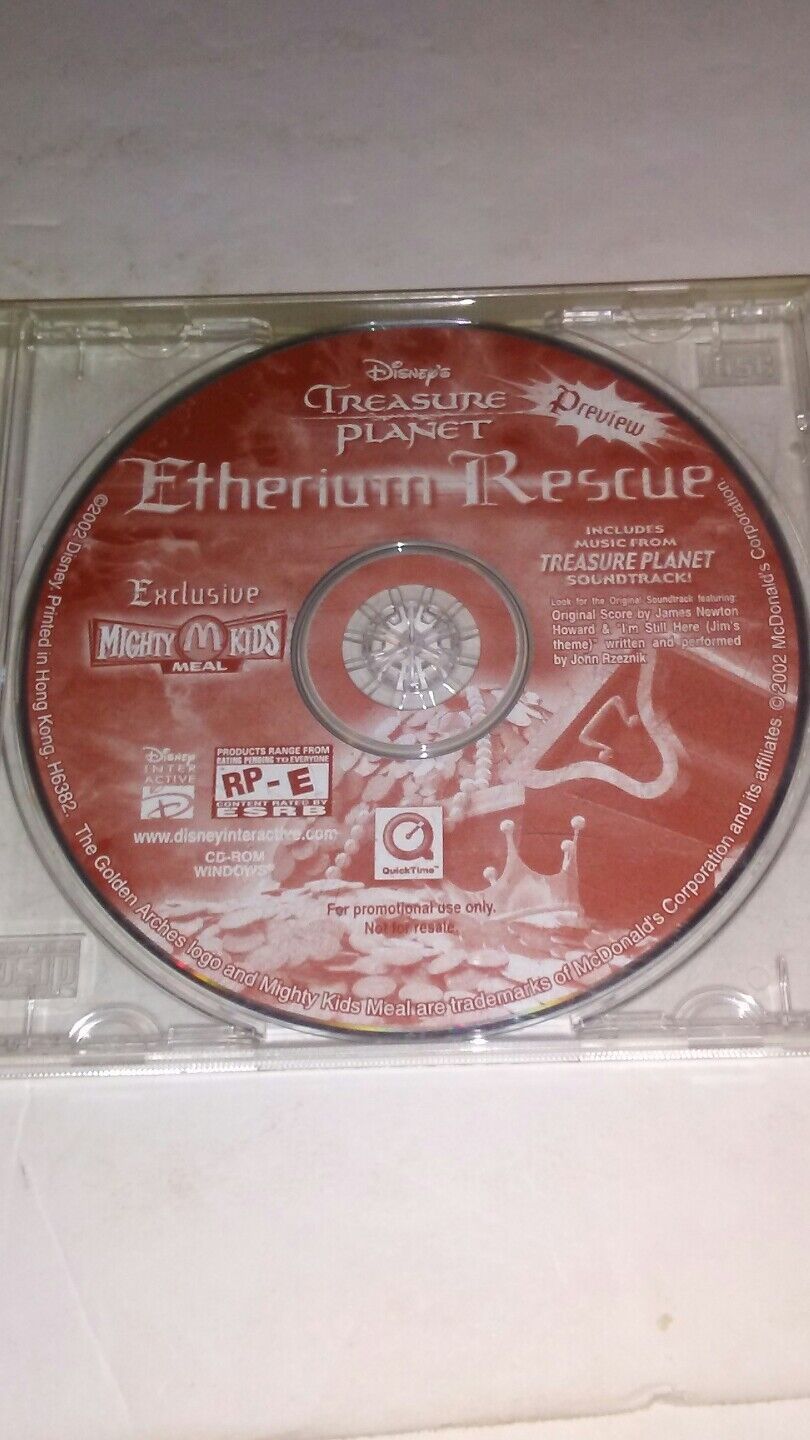 Disney's
TREASURE
PLANET
Preview
Etherium Rescue
INCLUDES
MUSIC FROM
TREASURE PLANET
SOUNDTRACK!
Look for the Original Soundtrack featuring:
Original Score by James Newton
Howard & "I'm Still Here (Jim's
theme)" written and performed
by John Rzeznik
Exclusive
MIGHTY M KIDS
MEAL
DISNEY
INTER
ACTIVE
D
PRODUCTS RANGE FROM
RATING PENDING TO EVERYONE
RP-E
CONTENT RATED BY
ESRB
www.disneyinteractive.com
CD-ROM
WINDOWS
QuickTime™
For promotional use only.
Not for resale.
©2002 Disney. Printed in Hong Kong. H6382. The Golden Arches logo and Mighty Kids Meal are trademarks of McDonald's Corporation and its affiliates. © 2002 McDonald's Corporation.